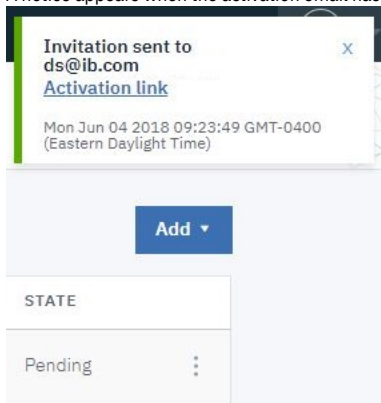 Invitation sent to
ds@ib.com
Activation link
Mon Jun 04 2018 09:23:49 GMT-0400
(Eastern Daylight Time)
x
Add
STATE
Pending